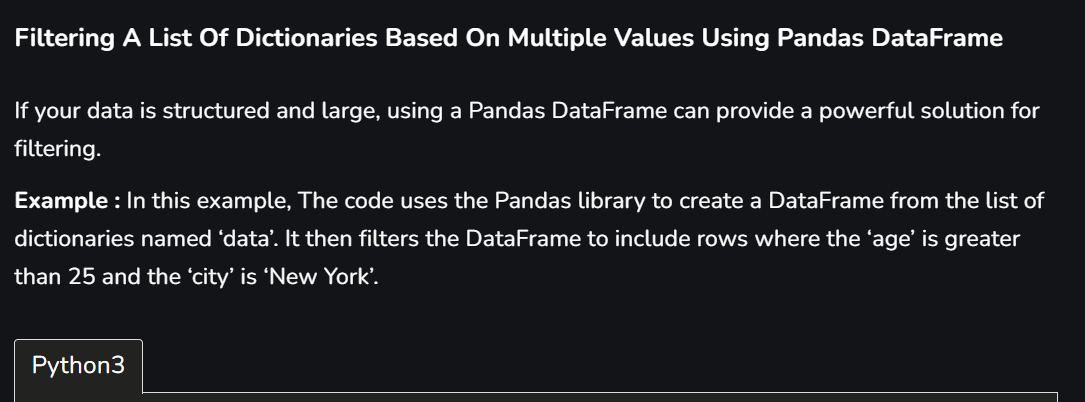 Filtering A List Of Dictionaries Based On Multiple Values Using Pandas DataFrame
If your data is structured and large, using a Pandas DataFrame can provide a powerful solution for
filtering.
Example : In this example, The code uses the Pandas library to create a DataFrame from the list of
dictionaries named ‘data’. It then filters the DataFrame to include rows where the ‘age’ is greater
than 25 and the ‘city’ is ‘New York’.
Python3